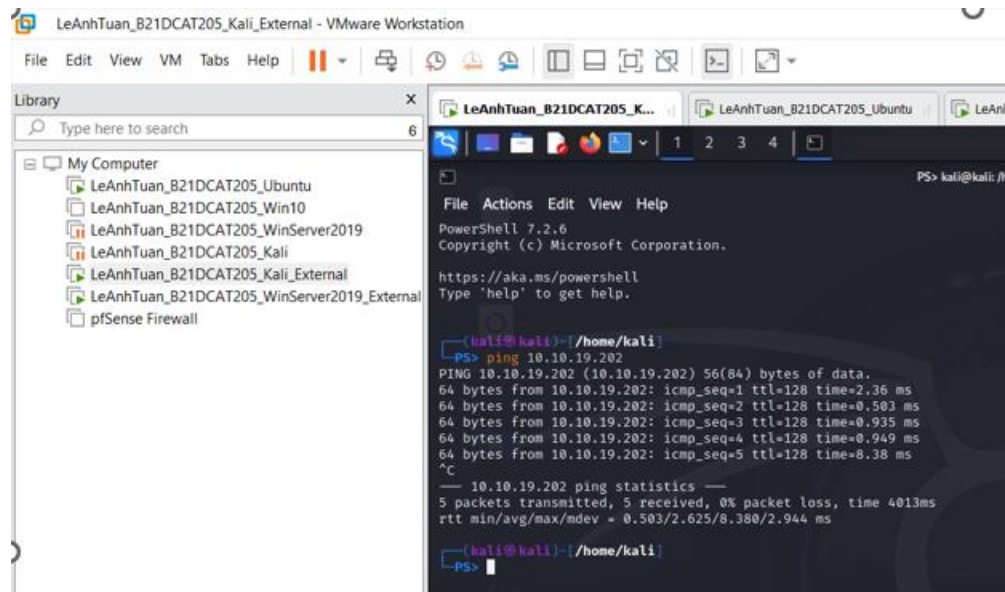 LeAnhTuan_B21DCAT205_Kali_External - VMware Workstation
File Edit View VM Tabs Help
Library X
Type here to search 6
My Computer
LeAnhTuan_B21DCAT205_Ubuntu
LeAnhTuan_B21DCAT205_Win10
LeAnhTuan_B21DCAT205_WinServer2019
LeAnhTuan_B21DCAT205_Kali
LeAnhTuan_B21DCAT205_Kali_External
LeAnhTuan_B21DCAT205_WinServer2019_External
pfSense Firewall
LeAnhTuan_B21DCAT205_K... LeAnhTuan_B21DCAT205_Ubuntu LeAnl
1 2 3 4
PS> kali@kali: /h
File Actions Edit View Help
PowerShell 7.2.6
Copyright (c) Microsoft Corporation.
https://aka.ms/powershell
Type 'help' to get help.
(kali㉿kali)-[/home/kali]
PS> ping 10.10.19.202
PING 10.10.19.202 (10.10.19.202) 56(84) bytes of data.
64 bytes from 10.10.19.202: icmp_seq=1 ttl=128 time=2.36 ms
64 bytes from 10.10.19.202: icmp_seq=2 ttl=128 time=0.503 ms
64 bytes from 10.10.19.202: icmp_seq=3 ttl=128 time=0.935 ms
64 bytes from 10.10.19.202: icmp_seq=4 ttl=128 time=0.949 ms
64 bytes from 10.10.19.202: icmp_seq=5 ttl=128 time=8.38 ms
^C
— 10.10.19.202 ping statistics —
5 packets transmitted, 5 received, 0% packet loss, time 4013ms
rtt min/avg/max/mdev = 0.503/2.625/8.380/2.944 ms
(kali㉿kali)-[/home/kali]
PS>